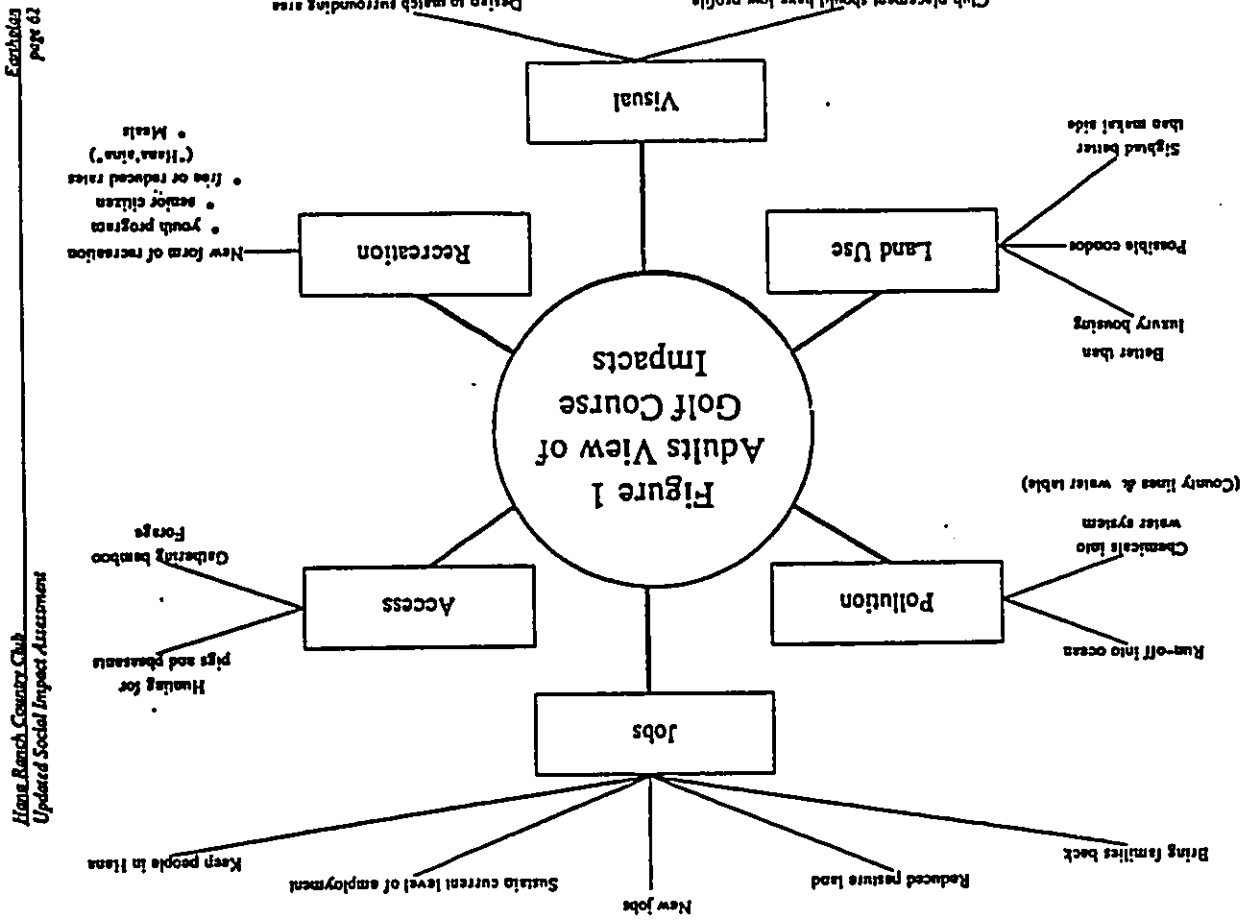 Hana Ranch Country Club
Updated Social Impact Assessment
Earthplan
page 62
Bring families back
Reduced pasture land
New jobs
Sustain current level of employment
Keep people in Hana
Jobs
Run-off into ocean
Chemicals into
water system
(County lines & water table)
Pollution
Hunting for
pigs and pheasants
Gathering bamboo
Forage
Access
Figure 1
Adults View of
Golf Course
Impacts
Better than
luxury housing
Possible condos
Sighted better
than makai side
Land Use
Recreation
New form of recreation
• youth program
• senior citizen
• free or reduced rates
("Hana'aina")
• Meals
Visual
Club placement should have low profile
Design to match surrounding area